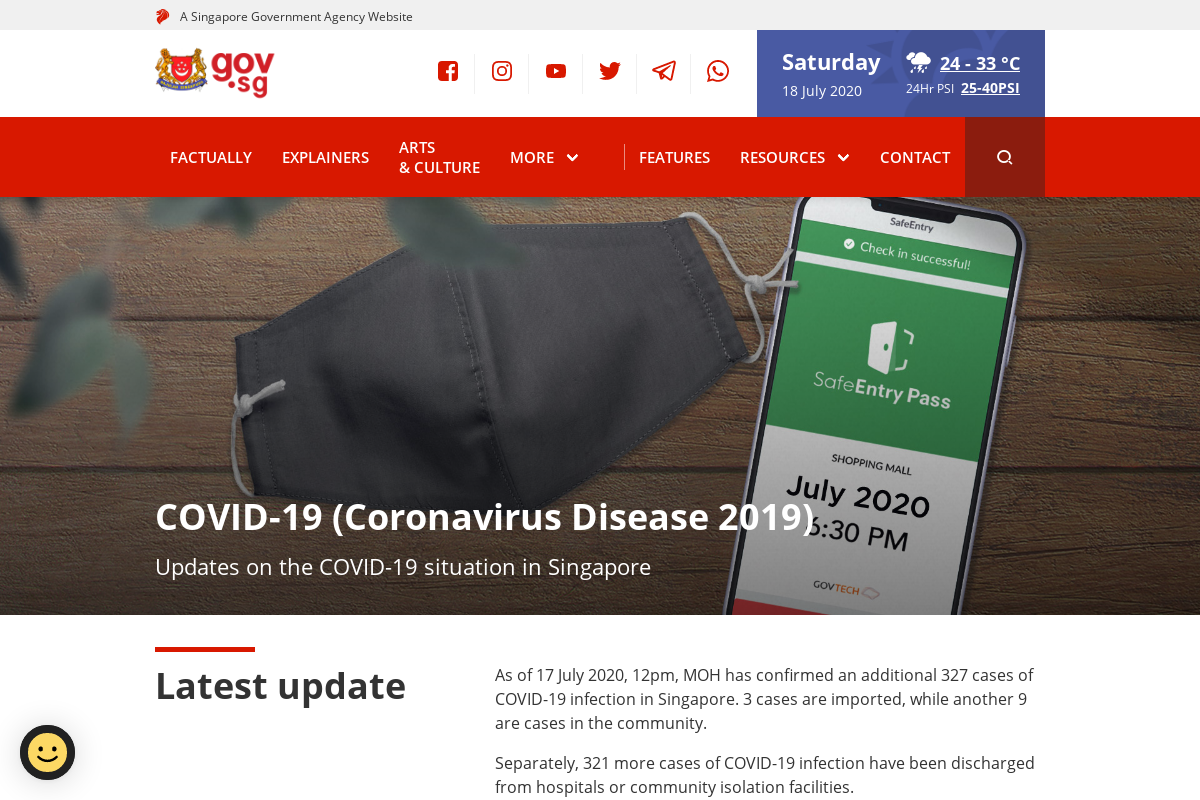 A Singapore Government Agency Website
gov
.sg
Saturday
18 July 2020
24 - 33 °C
24Hr PSI 25-40PSI
FACTUALLY
EXPLAINERS
ARTS
& CULTURE
MORE
FEATURES
RESOURCES
CONTACT
SafeEntry
Check in successful!
SafeEntry Pass
SHOPPING MALL
July 2020
6:30 PM
GOVTECH
COVID-19 (Coronavirus Disease 2019)
Updates on the COVID-19 situation in Singapore
Latest update
As of 17 July 2020, 12pm, MOH has confirmed an additional 327 cases of
COVID-19 infection in Singapore. 3 cases are imported, while another 9
are cases in the community.
Separately, 321 more cases of COVID-19 infection have been discharged
from hospitals or community isolation facilities.